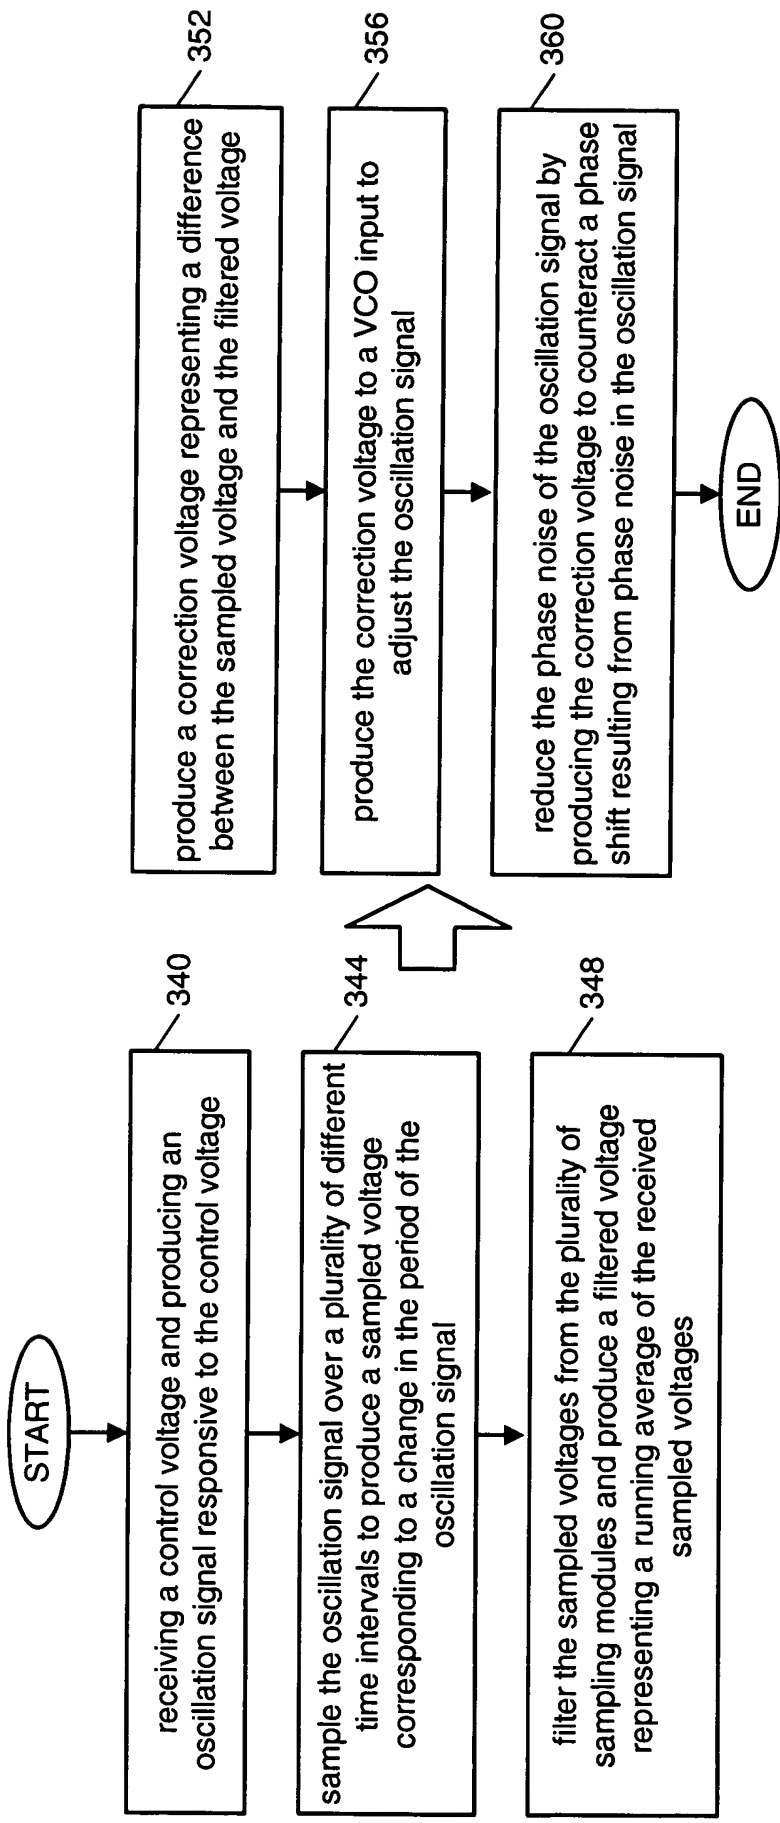 START
340
receiving a control voltage and producing an
oscillation signal responsive to the control voltage
344
sample the oscillation signal over a plurality of different
time intervals to produce a sampled voltage
corresponding to a change in the period of the
oscillation signal
348
filter the sampled voltages from the plurality of
sampling modules and produce a filtered voltage
representing a running average of the received
sampled voltages
352
produce a correction voltage representing a difference
between the sampled voltage and the filtered voltage
356
produce the correction voltage to a VCO input to
adjust the oscillation signal
360
reduce the phase noise of the oscillation signal by
producing the correction voltage to counteract a phase
shift resulting from phase noise in the oscillation signal
END